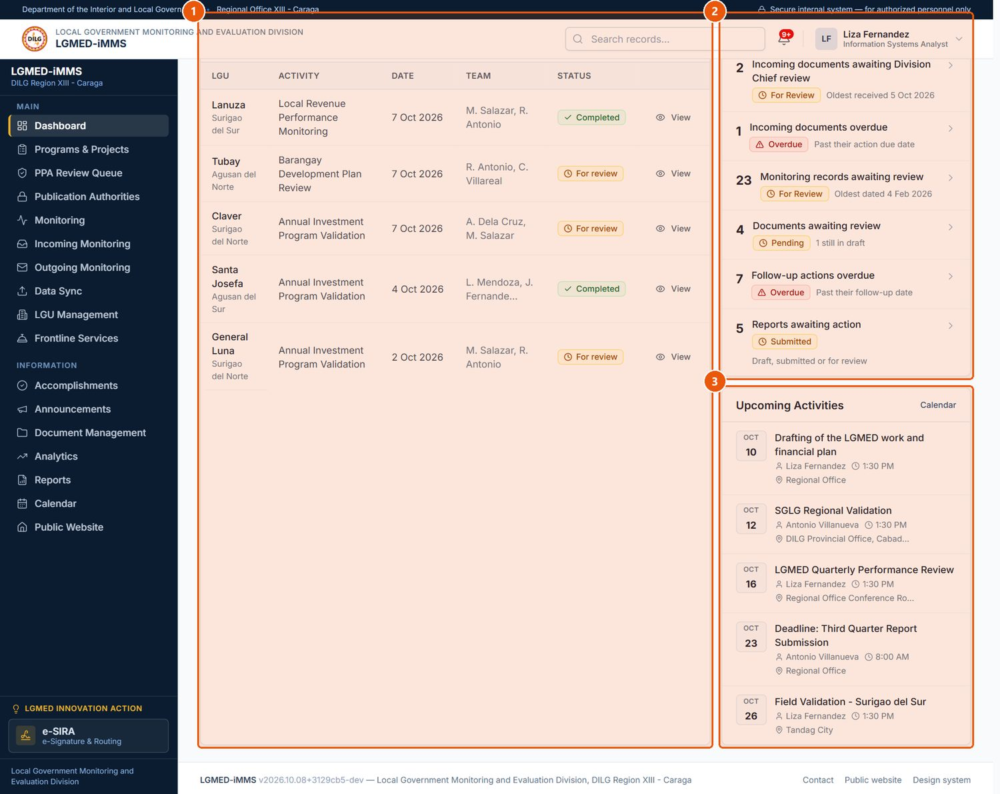 Department of the Interior and Local Govern
Regional Office XIII - Caraga
Secure internal system — for authorized personnel only
1
2
DILG
LOCAL GOVERNMENT MONITORING AND EVALUATION DIVISION
LGMED-iMMS
Search records...
9+
LF
Liza Fernandez
Information Systems Analyst
LGMED-iMMS
DILG Region XIII - Caraga
MAIN
Dashboard
Programs & Projects
PPA Review Queue
Publication Authorities
Monitoring
Incoming Monitoring
Outgoing Monitoring
Data Sync
LGU Management
Frontline Services
INFORMATION
Accomplishments
Announcements
Document Management
Analytics
Reports
Calendar
Public Website
LGMED INNOVATION ACTION
e-SIRA
e-Signature & Routing
Local Government Monitoring and
Evaluation Division
LGU ACTIVITY DATE TEAM STATUS
Lanuza
Surigao
del Sur
Local Revenue
Performance
Monitoring
7 Oct 2026
M. Salazar, R.
Antonio
Completed
View
Tubay
Agusan del
Norte
Barangay
Development Plan
Review
7 Oct 2026
R. Antonio, C.
Villareal
For review
View
Claver
Surigao
del Norte
Annual Investment
Program Validation
7 Oct 2026
A. Dela Cruz,
M. Salazar
For review
View
Santa
Josefa
Agusan del
Sur
Annual Investment
Program Validation
4 Oct 2026
L. Mendoza, J.
Fernande...
Completed
View
General
Luna
Surigao
del Norte
Annual Investment
Program Validation
2 Oct 2026
M. Salazar, R.
Antonio
For review
View
2
Incoming documents awaiting Division
Chief review
For Review Oldest received 5 Oct 2026
1
Incoming documents overdue
Overdue Past their action due date
23
Monitoring records awaiting review
For Review Oldest dated 4 Feb 2026
4
Documents awaiting review
Pending 1 still in draft
7
Follow-up actions overdue
Overdue Past their follow-up date
5
Reports awaiting action
Submitted
Draft, submitted or for review
3
Upcoming Activities
Calendar
OCT
10
Drafting of the LGMED work and
financial plan
Liza Fernandez 1:30 PM
Regional Office
OCT
12
SGLG Regional Validation
Antonio Villanueva 1:30 PM
DILG Provincial Office, Cabad...
OCT
16
LGMED Quarterly Performance Review
Liza Fernandez 1:30 PM
Regional Office Conference Ro...
OCT
23
Deadline: Third Quarter Report
Submission
Antonio Villanueva 8:00 AM
Regional Office
OCT
26
Field Validation - Surigao del Sur
Liza Fernandez 1:30 PM
Tandag City
LGMED-iMMS v2026.10.08+3129cb5-dev — Local Government Monitoring and Evaluation Division, DILG Region XIII - Caraga
Contact Public website Design system